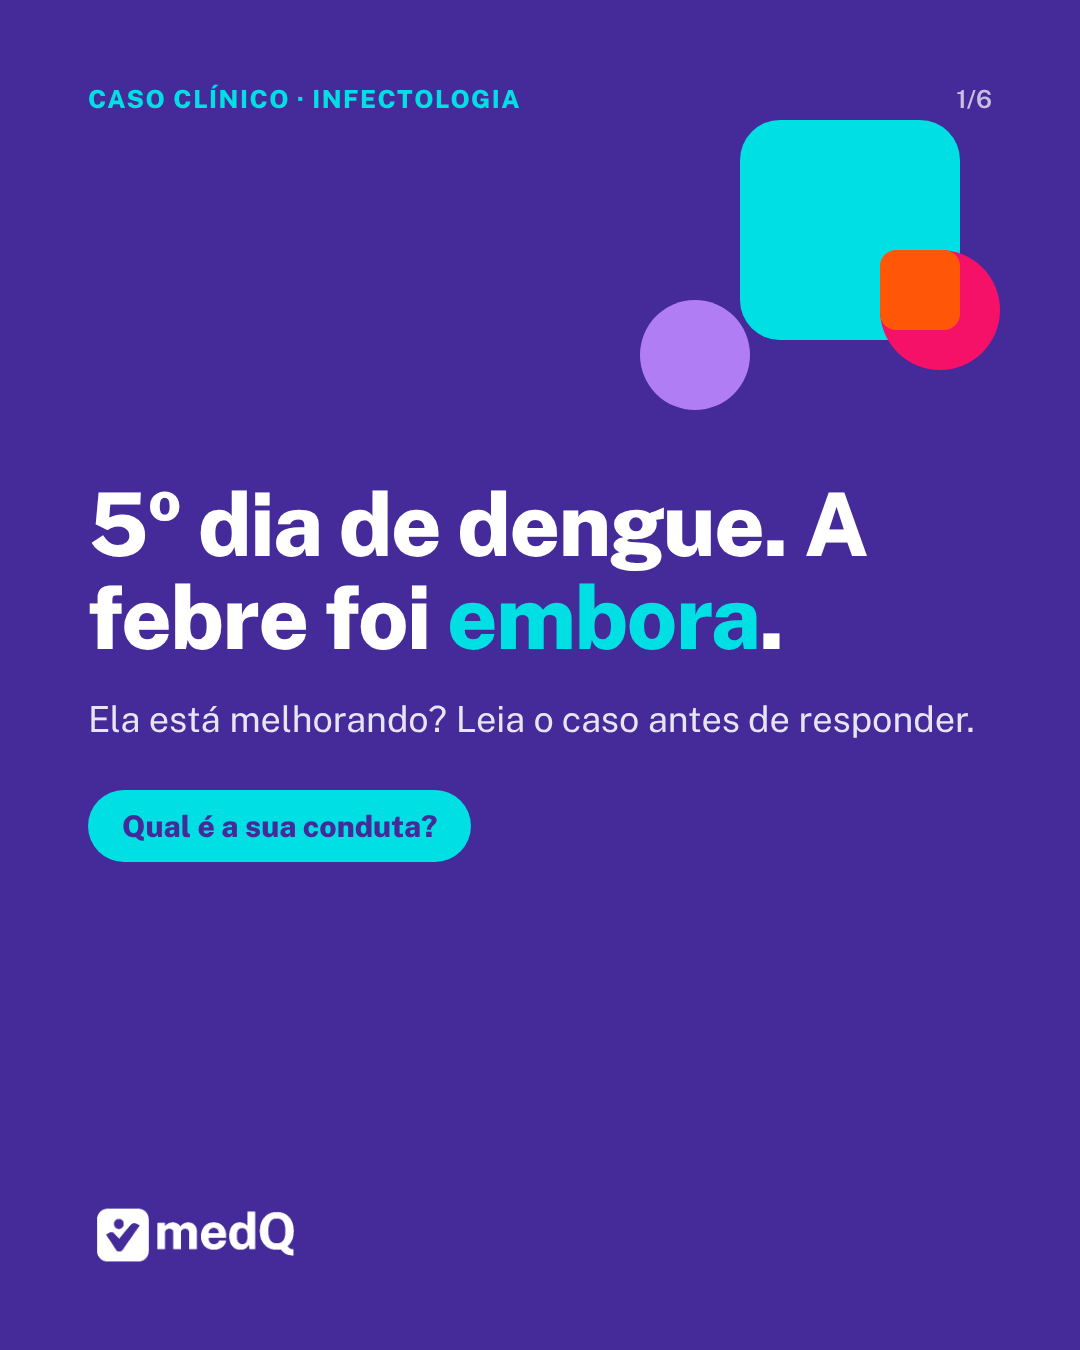 CASO CLÍNICO · INFECTOLOGIA
1/6
5º dia de dengue. A
febre foi embora.
Ela está melhorando? Leia o caso antes de responder.
Qual é a sua conduta?
medQ